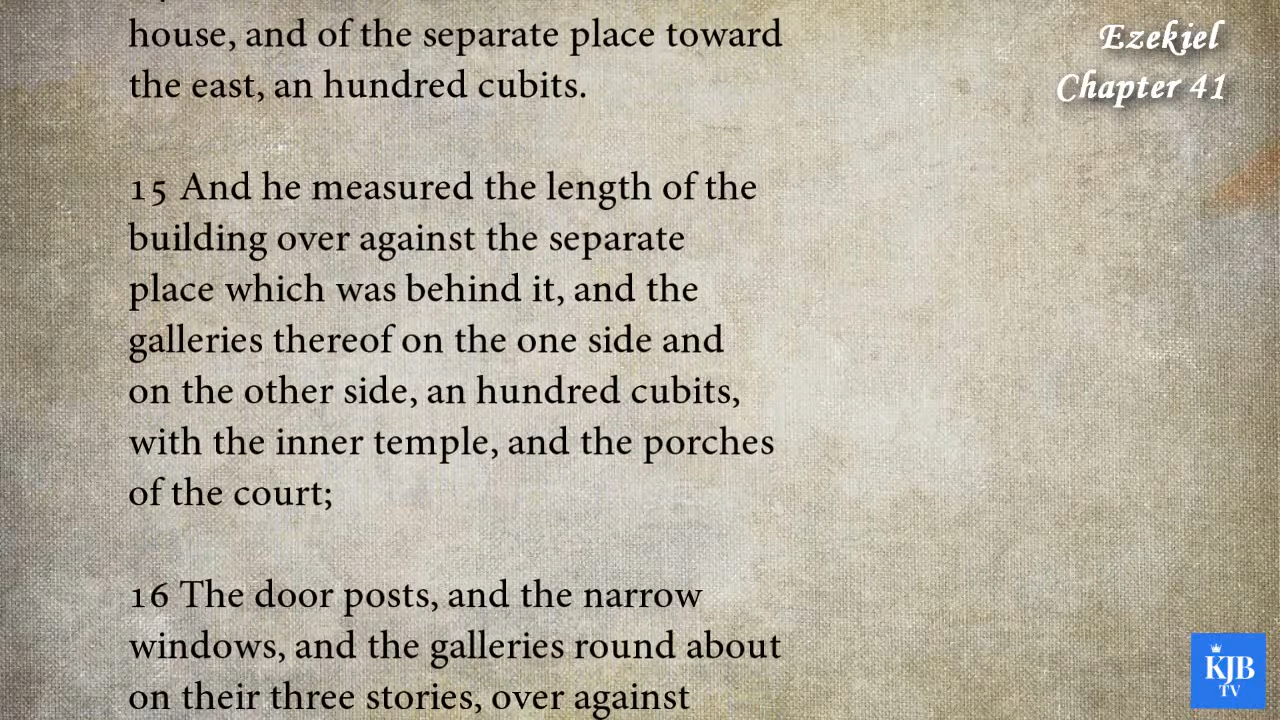 house, and of the separate place toward
the east, an hundred cubits.
Ezekiel
Chapter 41
15 And he measured the length of the
building over against the separate
place which was behind it, and the
galleries thereof on the one side and
on the other side, an hundred cubits,
with the inner temple, and the porches
of the court;
16 The door posts, and the narrow
windows, and the galleries round about
on their three stories, over against
KJB
TV